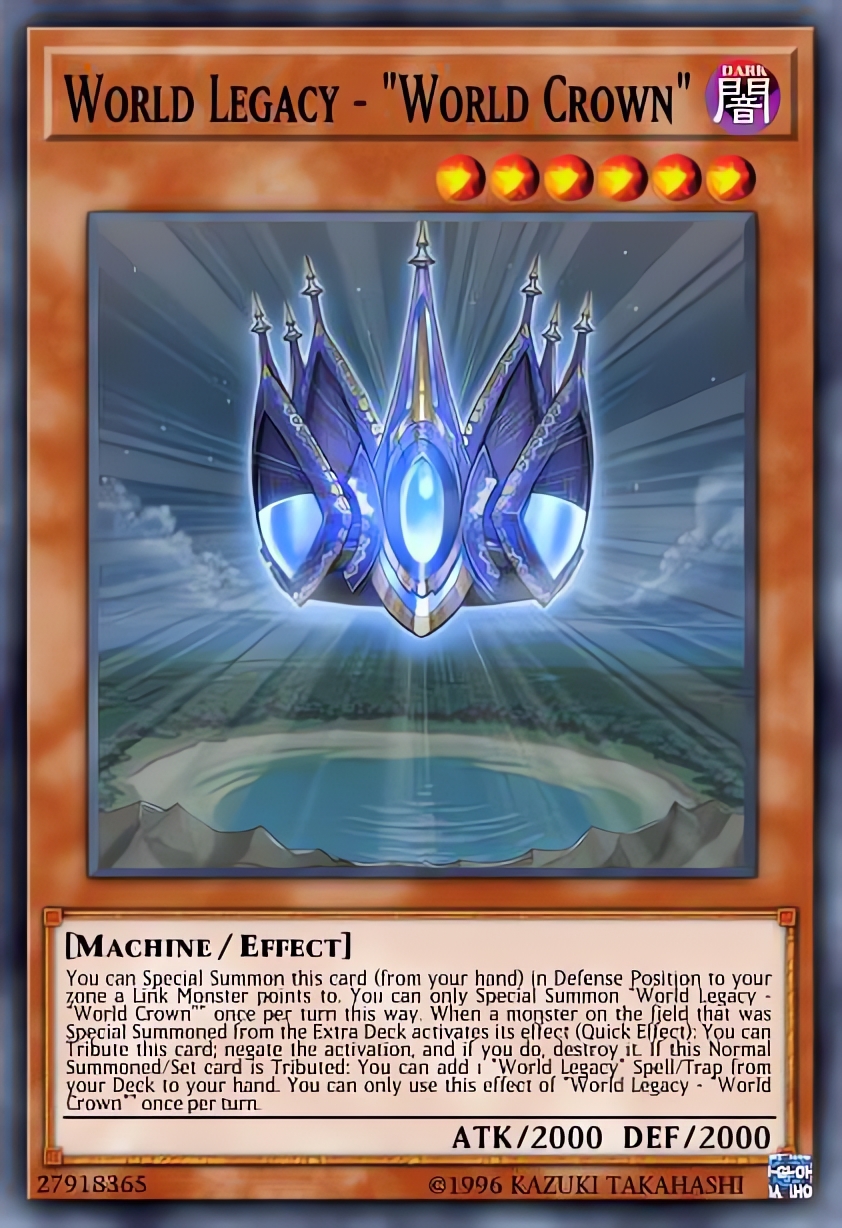 World Legacy - "World Crown"
DARK
闇
[Machine / Effect]
You can Special Summon this card (from your hand) in Defense Position to your
zone a Link Monster points to. You can only Special Summon "World Legacy -
"World Crown"" once per turn this way. When a monster on the field that was
Special Summoned from the Extra Deck activates its effect (Quick Effect): You can
Tribute this card; negate the activation, and if you do, destroy it. If this Normal
Summoned/Set card is Tributed: You can add 1 "World Legacy" Spell/Trap from
your Deck to your hand. You can only use this effect of "World Legacy - "World
Crown"" once per turn.
ATK/2000 DEF/2000
27918365
©1996 KAZUKI TAKAHASHI